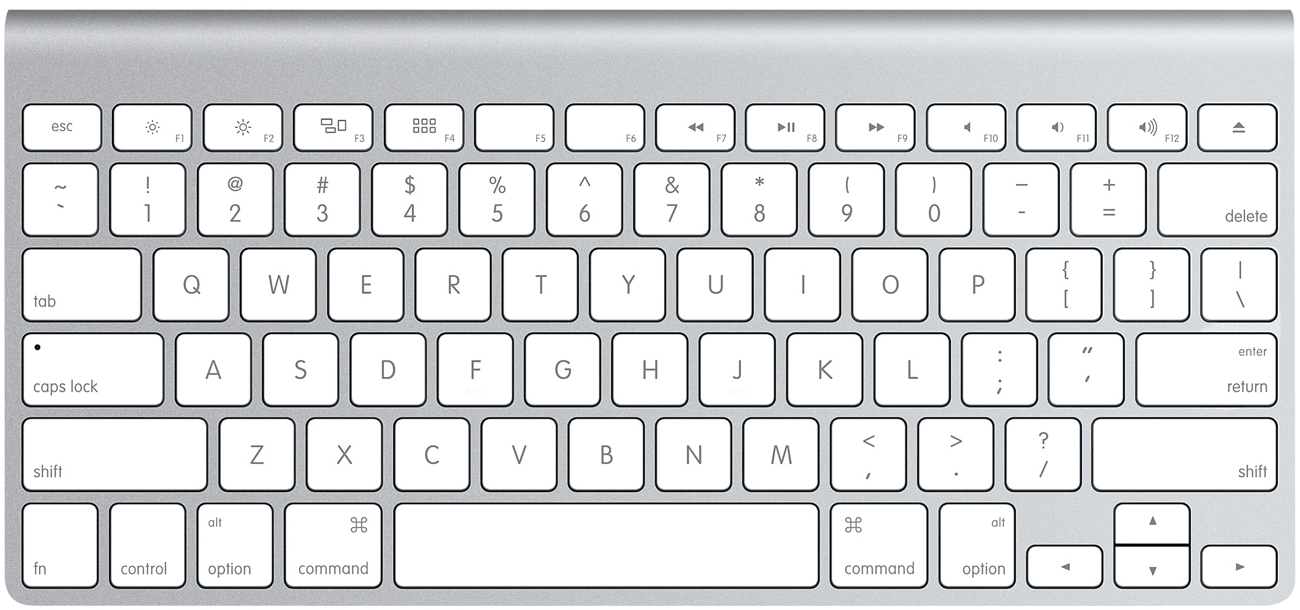 esc F1 F2 F3 F4 F5 F6 F7 F8 F9 F10 F11 F12
~ ! @ # $ % ^ & * ( ) — +
` 1 2 3 4 5 6 7 8 9 0 - = delete
tab Q W E R T Y U I O P { [ } ] | \
caps lock A S D F G H J K L : ; " ' enter return
shift Z X C V B N M < , > . ? / shift
fn control alt option ⌘ command ⌘ command alt option ◄ ▲ ▼ ►